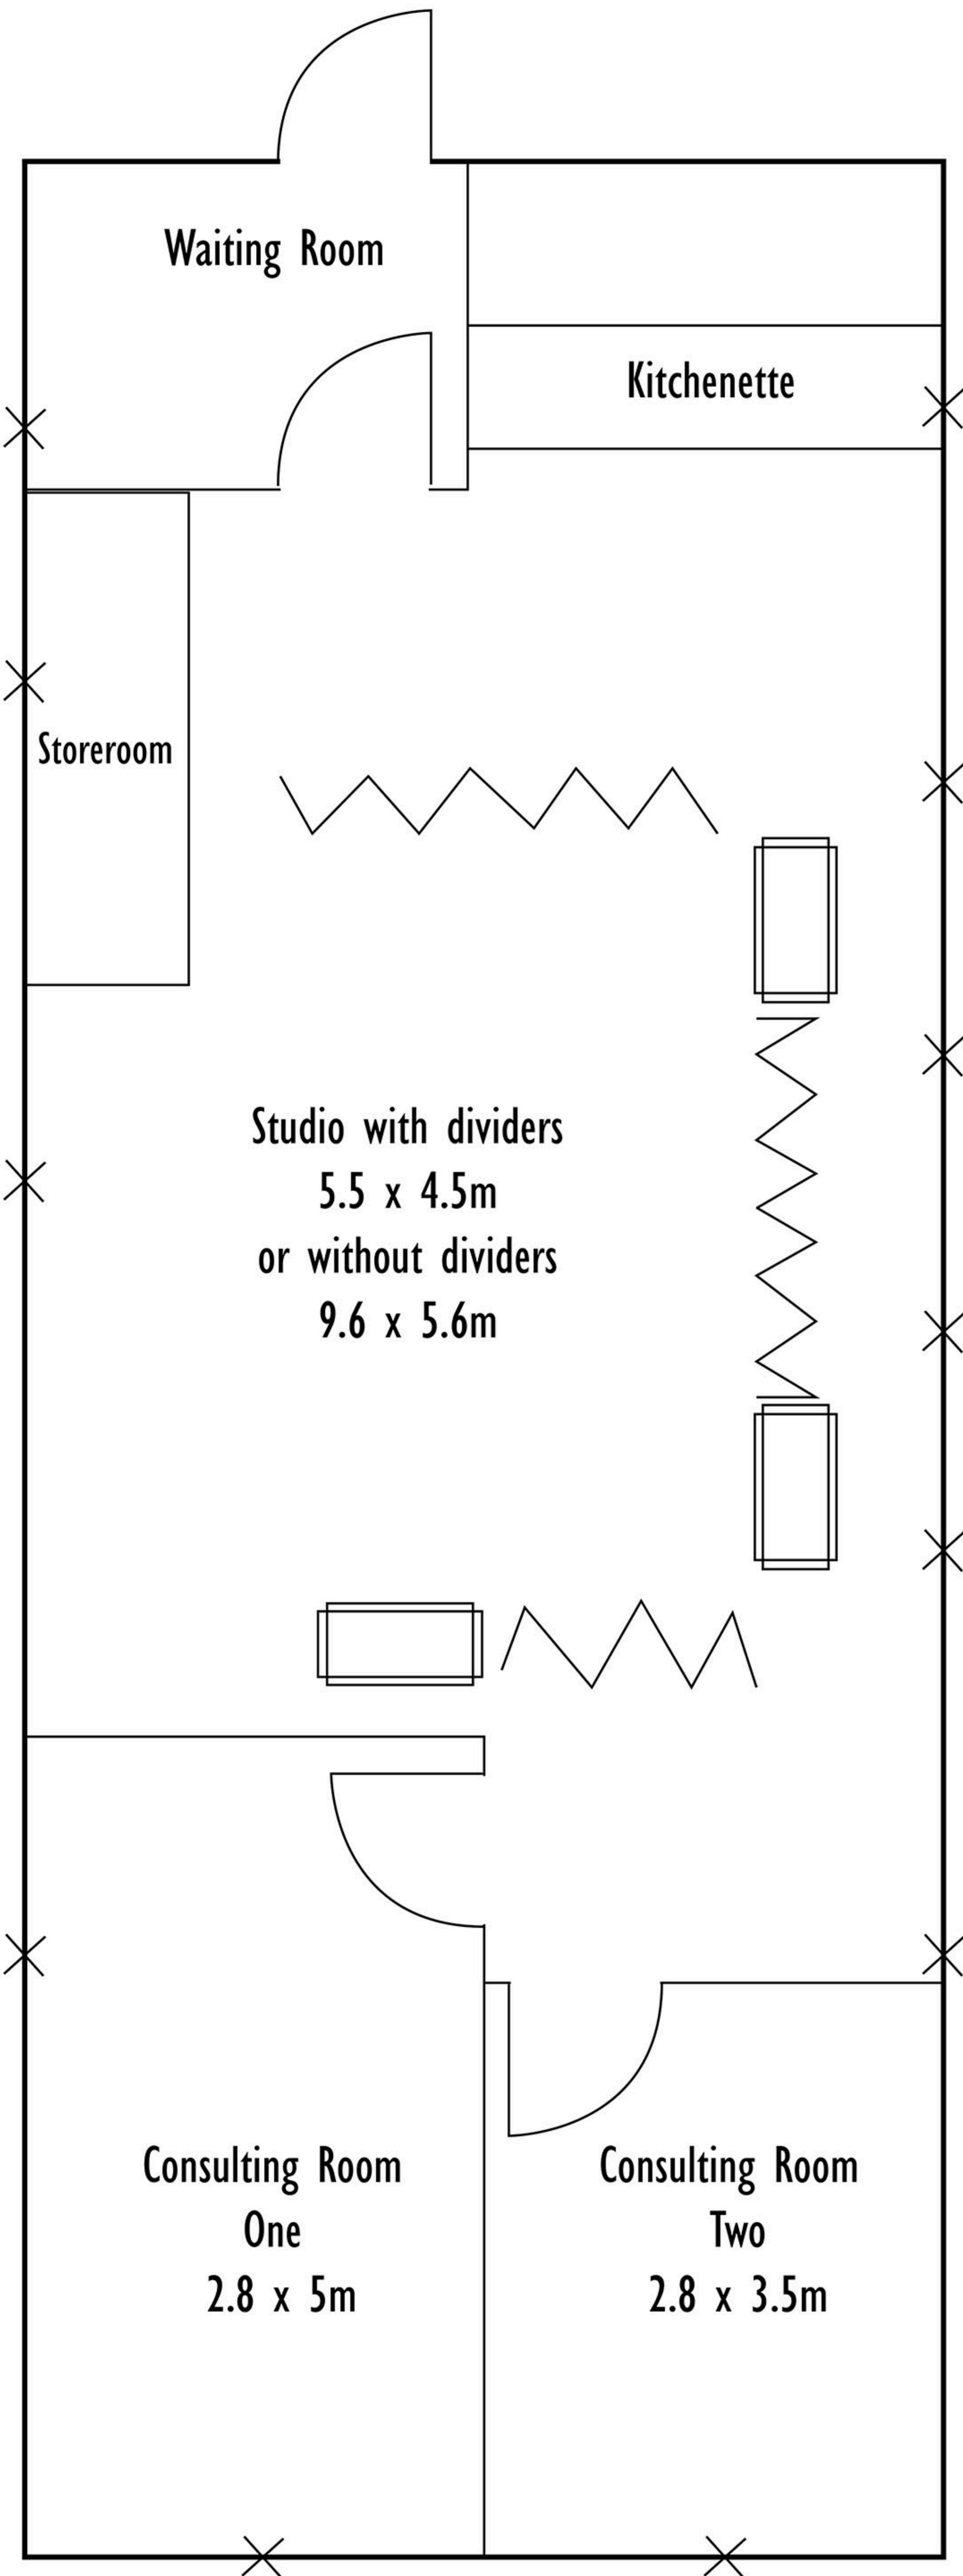 Waiting Room
Kitchenette
Storeroom
Studio with dividers
5.5 x 4.5m
or without dividers
9.6 x 5.6m
Consulting Room
One
2.8 x 5m
Consulting Room
Two
2.8 x 3.5m